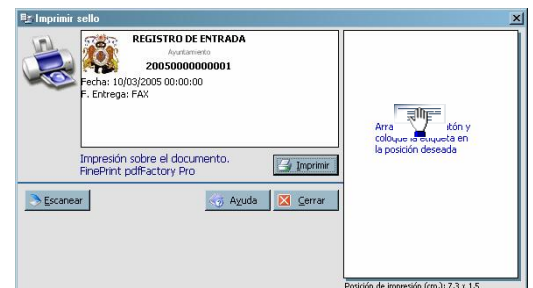 Imprimir sello
REGISTRO DE ENTRADA
Ayuntamiento
20050000000001
Fecha: 10/03/2005 00:00:00
F. Entrega: FAX
Impresión sobre el documento.
FinePrint pdfFactory Pro
Imprimir
Escanear
Ayuda
Cerrar
Arra tón y
coloque la etiqueta en
la posición deseada
Posición de impresión (cm.): 7,3 x 1,5